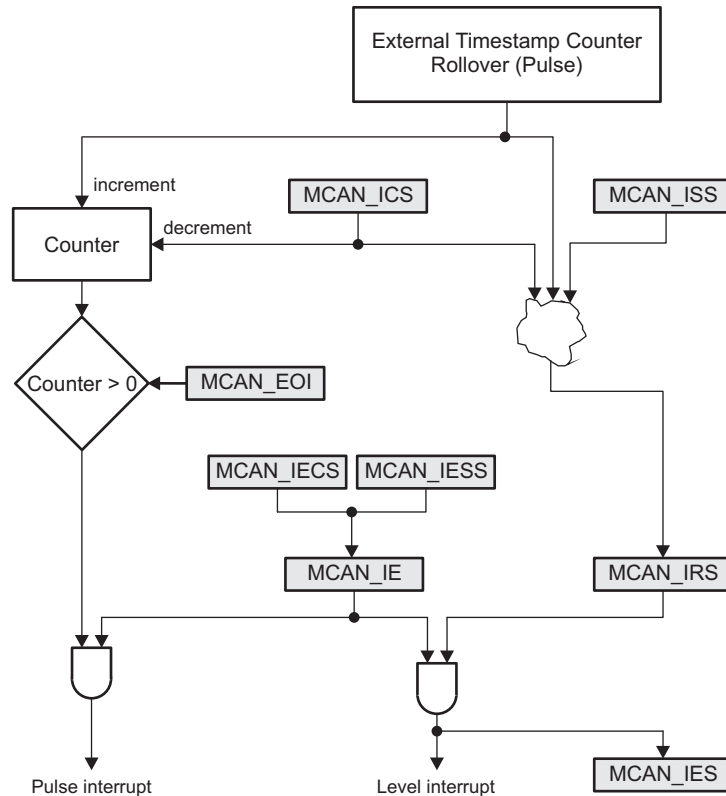 External Timestamp Counter
Rollover (Pulse)
increment
MCAN_ICS
MCAN_ISS
decrement
Counter
Counter > 0
MCAN_EOI
MCAN_IECS
MCAN_IESS
MCAN_IE
MCAN_IRS
Pulse interrupt
Level interrupt
MCAN_IES